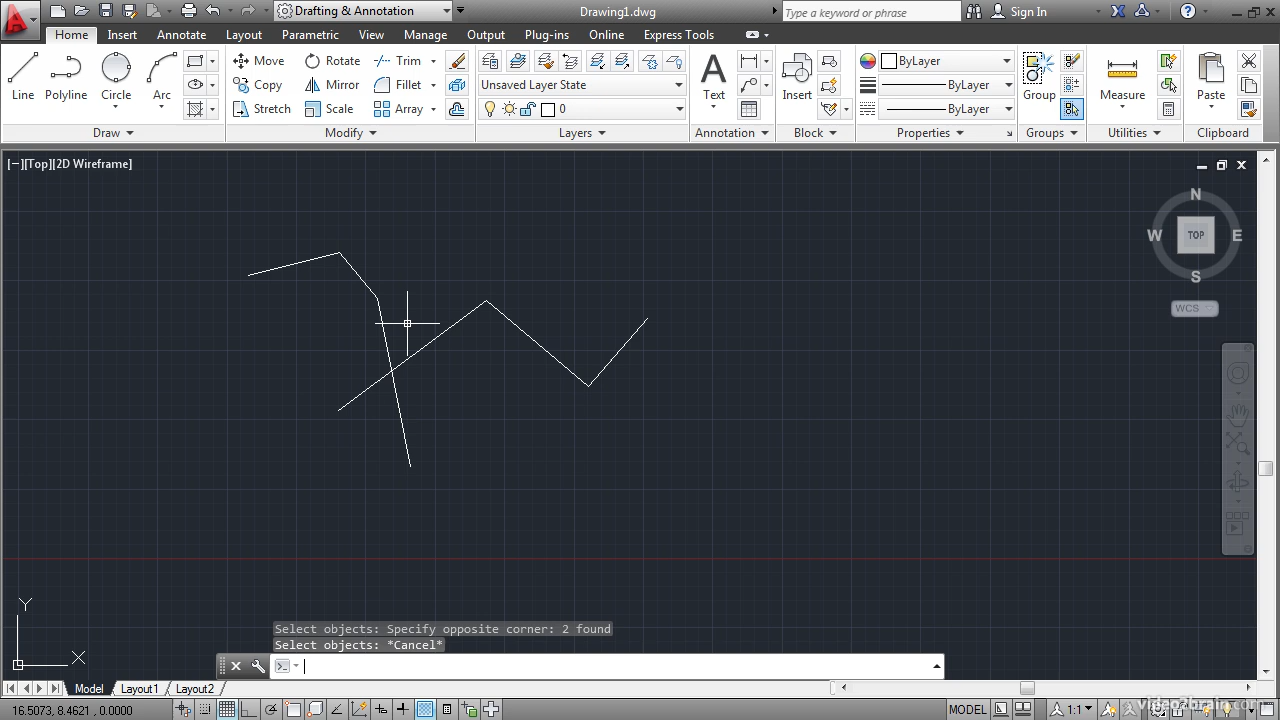 Drafting & Annotation
Drawing1.dwg
Type a keyword or phrase
Sign In
Home
Insert
Annotate
Layout
Parametric
View
Manage
Output
Plug-ins
Online
Express Tools
Line
Polyline
Circle
Arc
Draw
Move
Rotate
Trim
Copy
Mirror
Fillet
Stretch
Scale
Array
Modify
Unsaved Layer State
0
Layers
Text
Annotation
Insert
Block
ByLayer
ByLayer
ByLayer
Properties
Group
Groups
Measure
Utilities
Paste
Clipboard
[−][Top][2D Wireframe]
N
W
TOP
E
S
WCS
Y
X
Select objects: Specify opposite corner: 2 found
Select objects: *Cancel*
Model
Layout1
Layout2
16.5073, 8.4621 , 0.0000
MODEL
1:1
video2brain.com